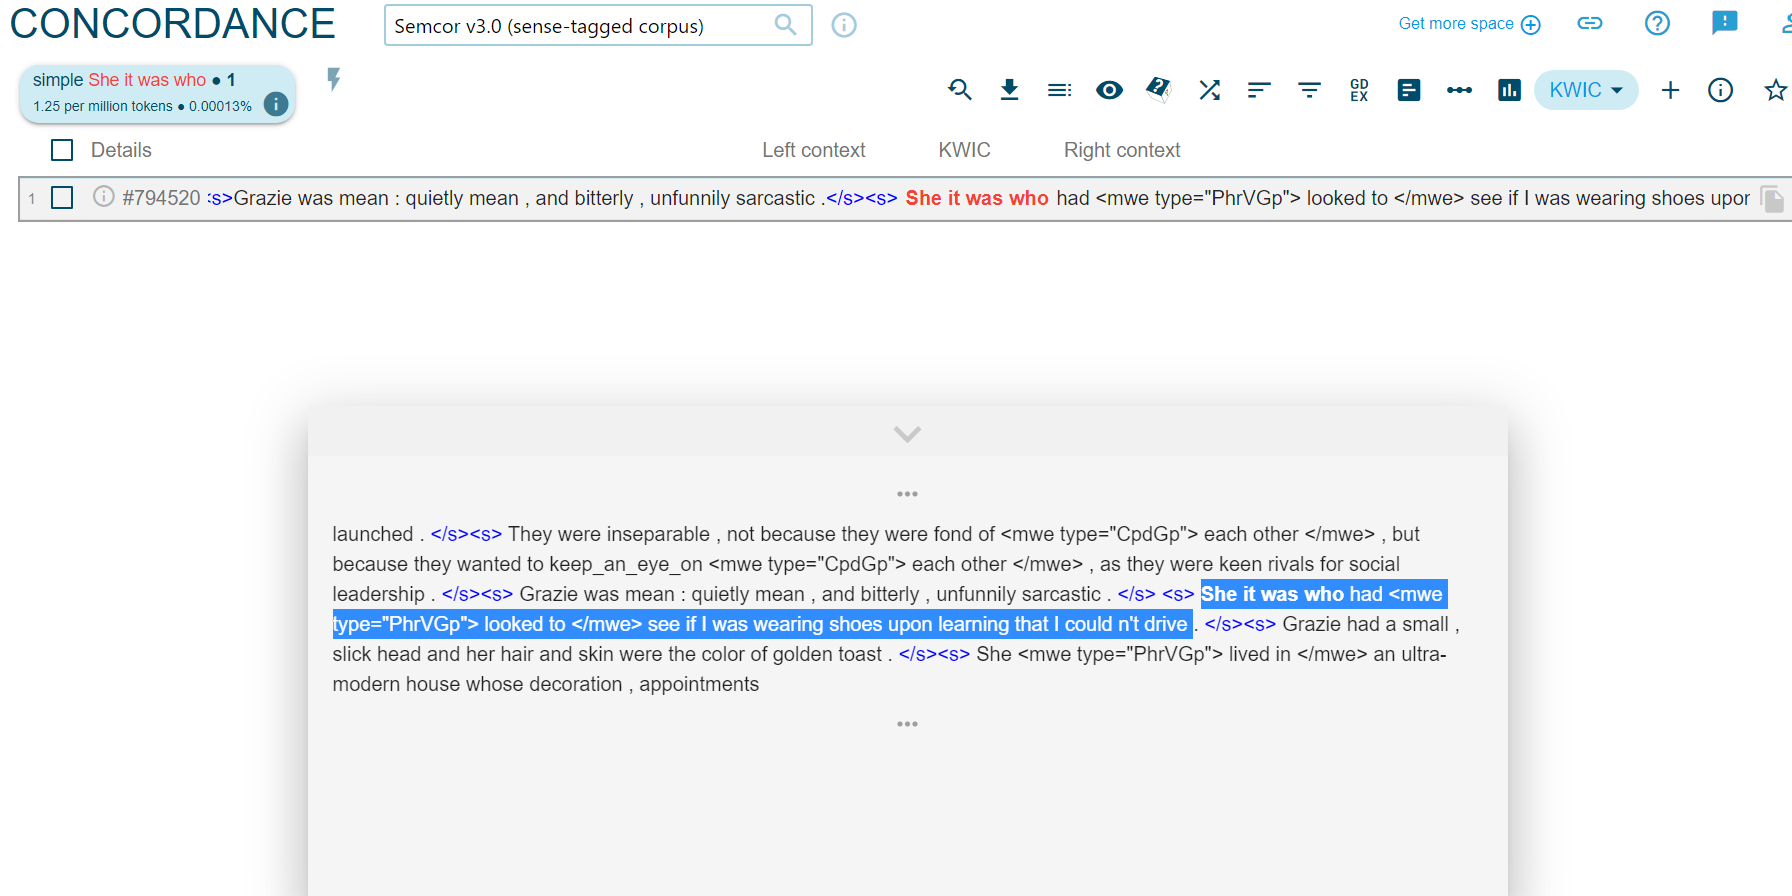 CONCORDANCE
Semcor v3.0 (sense-tagged corpus)
Get more space
simple She it was who ● 1
1.25 per million tokens ● 0.00013%
GD
EX
KWIC
Details
Left context
KWIC
Right context
1 #794520 :s>Grazie was mean : quietly mean , and bitterly , unfunnily sarcastic .</s><s> She it was who had <mwe type="PhrVGp"> looked to </mwe> see if I was wearing shoes upor
launched . </s><s> They were inseparable , not because they were fond of <mwe type="CpdGp"> each other </mwe> , but
because they wanted to keep_an_eye_on <mwe type="CpdGp"> each other </mwe> , as they were keen rivals for social
leadership . </s><s> Grazie was mean : quietly mean , and bitterly , unfunnily sarcastic . </s> <s> She it was who had <mwe
type="PhrVGp"> looked to </mwe> see if I was wearing shoes upon learning that I could n't drive . </s><s> Grazie had a small ,
slick head and her hair and skin were the color of golden toast . </s><s> She <mwe type="PhrVGp"> lived in </mwe> an ultra-
modern house whose decoration , appointments